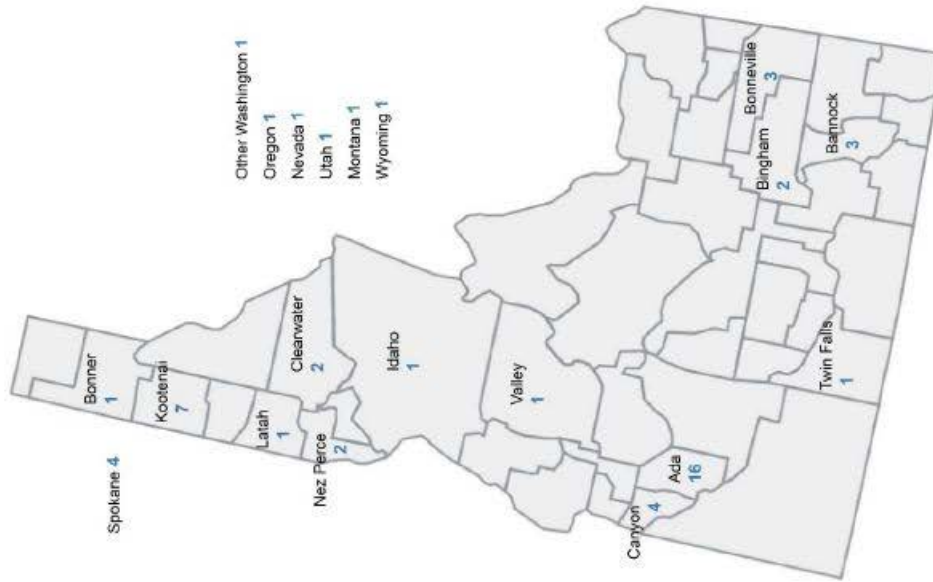 Other Washington 1
Oregon 1
Nevada 1
Utah 1
Montana 1
Wyoming 1
Spokane 4
Bonner
1
Kootenai
7
Latah
1
Clearwater
2
Nez Perce
2
Idaho
1
Valley
1
Canyon
4
Ada
16
Twin Falls
1
Bonneville
3
Bingham
2
Bannock
3